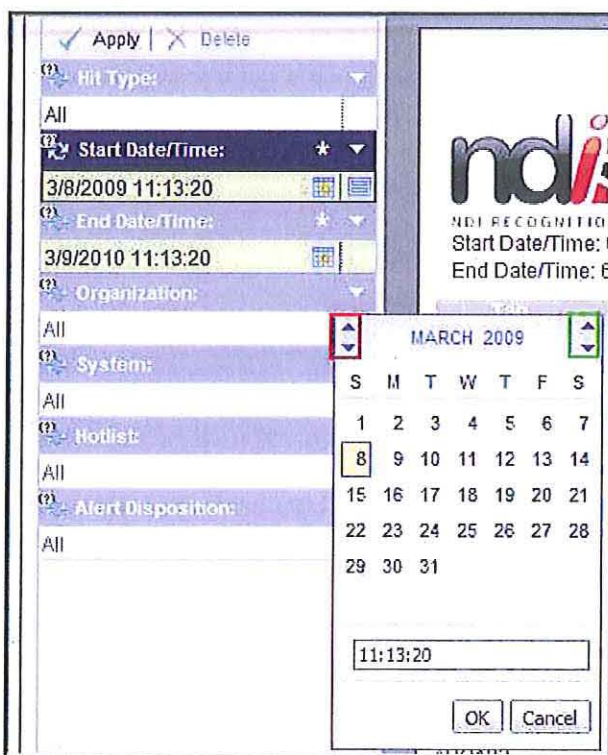 Apply | Delete
Hit Type:
All
Start Date/Time: *
3/8/2009 11:13:20
End Date/Time: *
3/9/2010 11:13:20
Organization:
All
System:
All
Hotlist:
All
Alert Disposition:
All
ndi
NDI RECOGNITIO
Start Date/Time:
End Date/Time: 6
MARCH 2009
S M T W T F S
1 2 3 4 5 6 7
8 9 10 11 12 13 14
15 16 17 18 19 20 21
22 23 24 25 26 27 28
29 30 31
11:13:20
OK Cancel